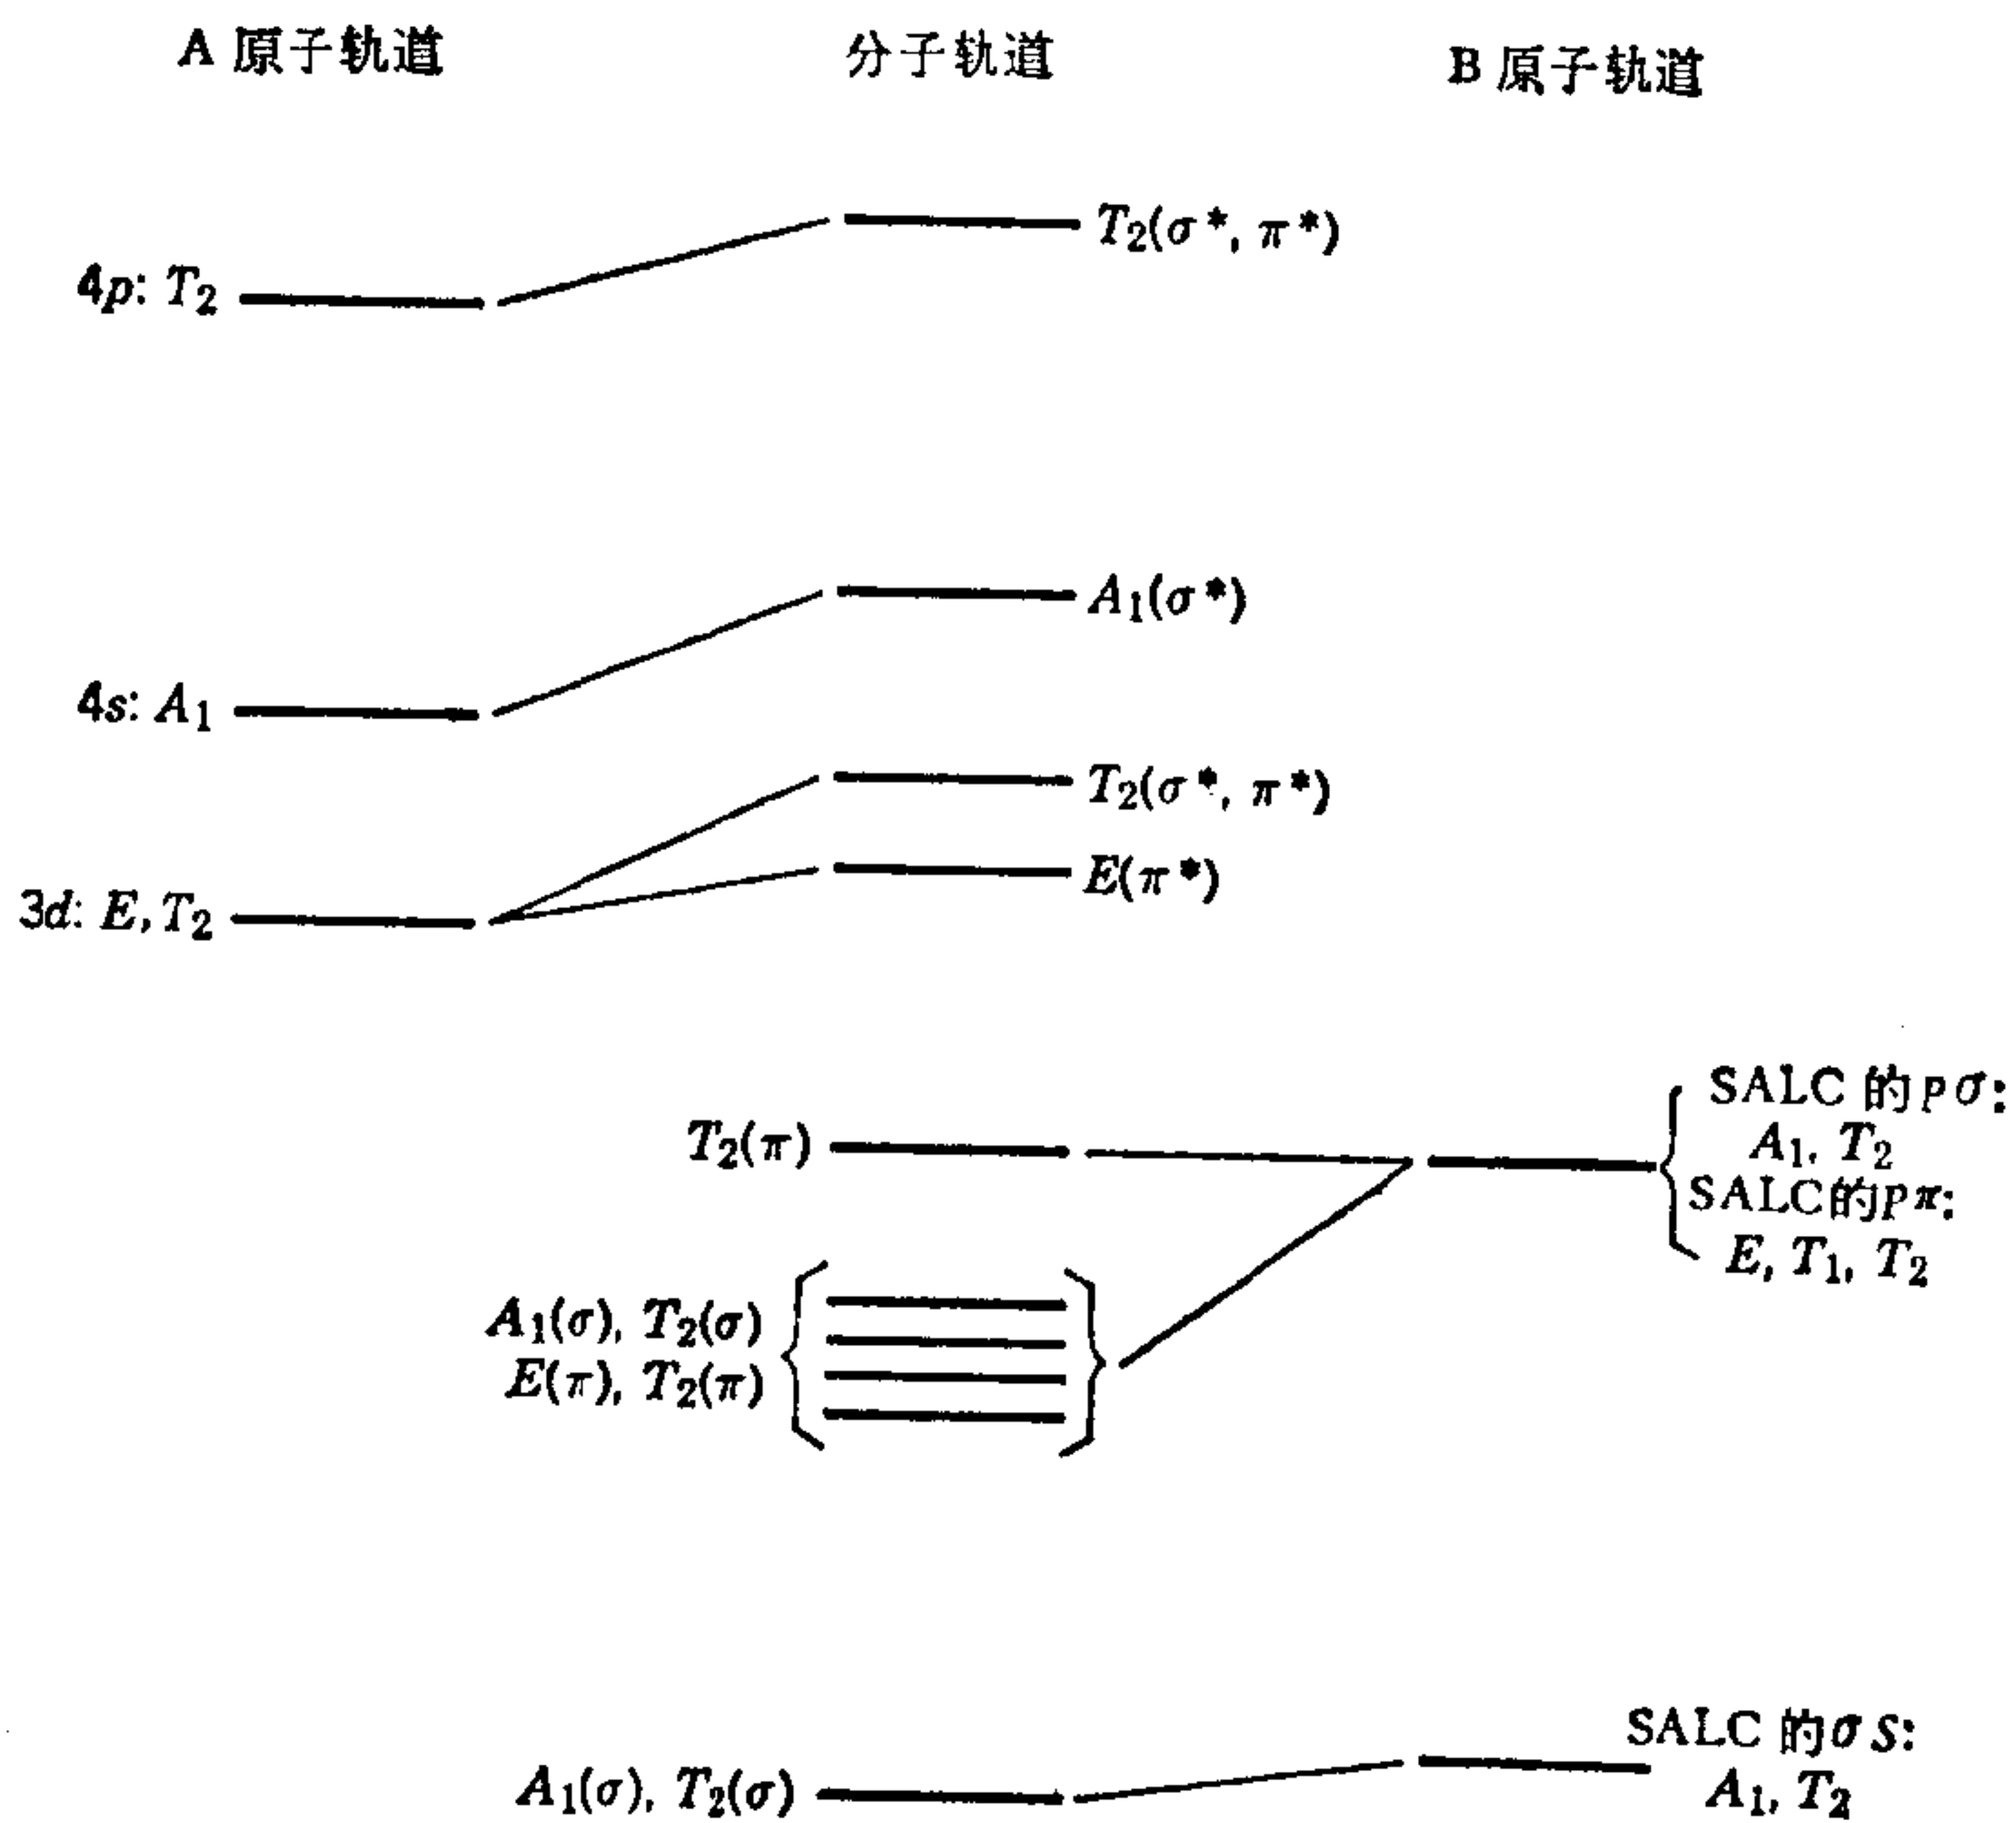 A 原子轨道
分子轨道
B 原子轨道
T₂(σ*, π*)
4p: T₂
A₁(σ*)
4s: A₁
T₂(σ*, π*)
E(π*)
3d: E, T₂
SALC 的 pσ:
A₁, T₂
SALC的pπ:
E, T₁, T₂
T₂(π)
A₁(σ), T₂(σ)
E(π), T₂(π)
SALC 的σS:
A₁, T₂
A₁(σ), T₂(σ)